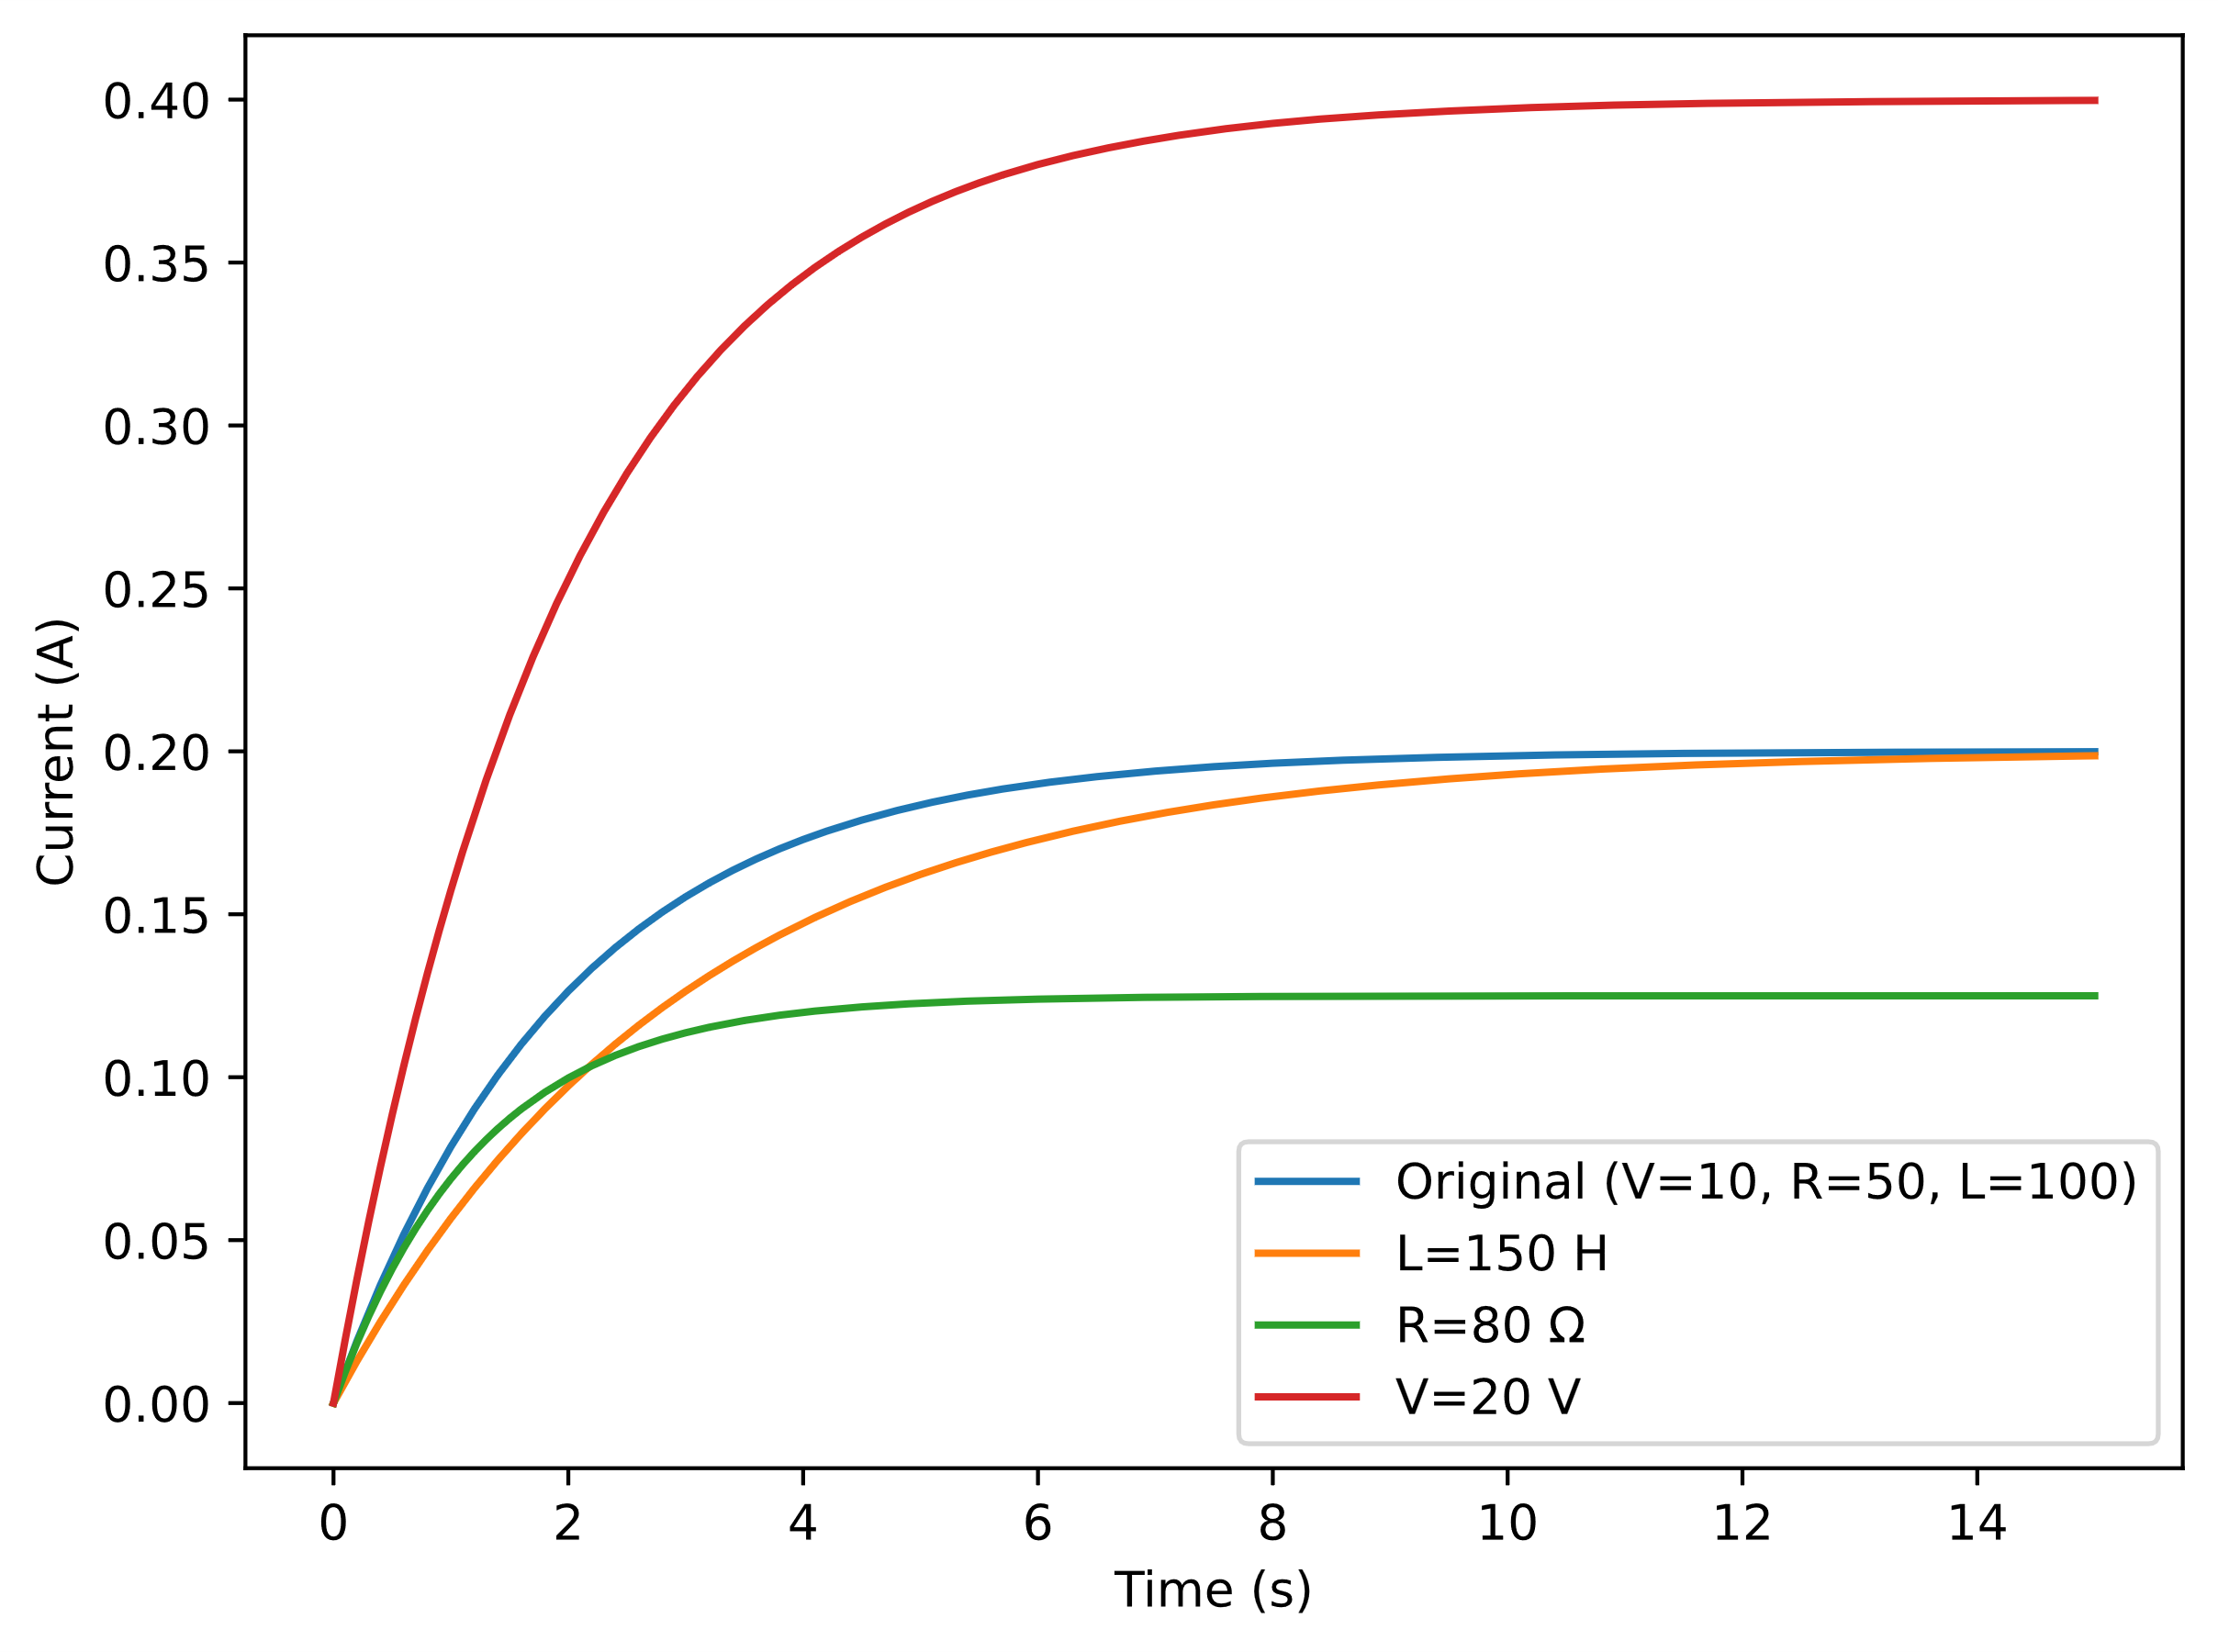 0.40
0.35
0.30
0.25
0.20
0.15
0.10
0.05
0.00
Current (A)
0 2 4 6 8 10 12 14
Time (s)
Original (V=10, R=50, L=100)
L=150 H
R=80 Ω
V=20 V